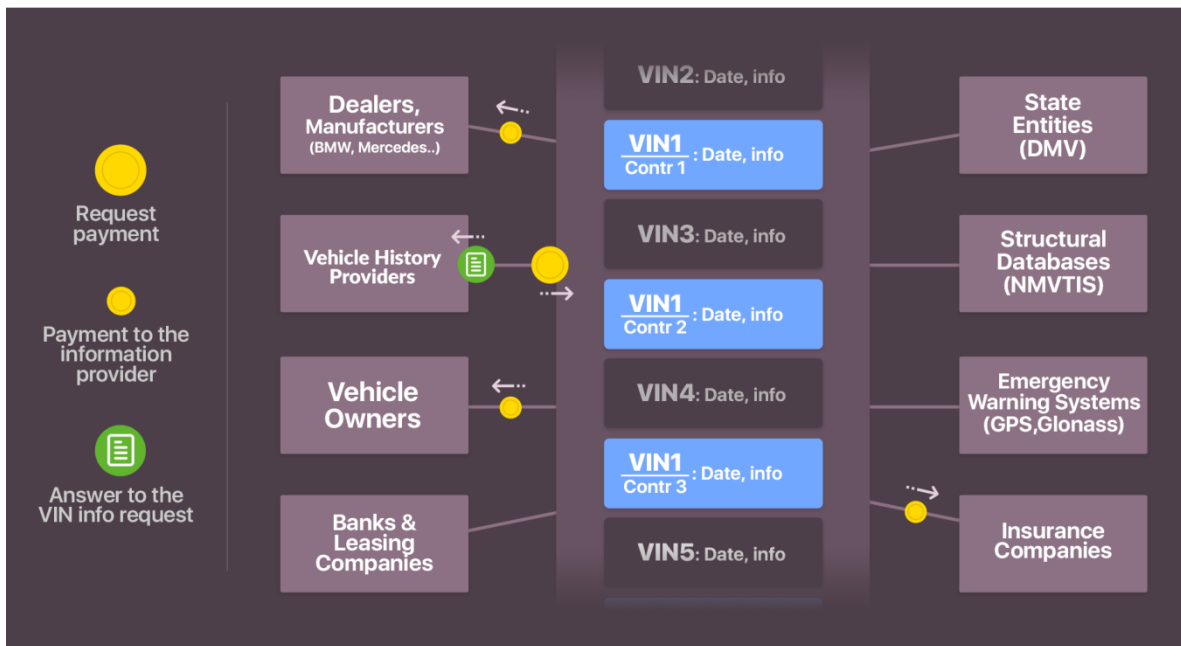 Request
payment
Payment to the
information
provider
Answer to the
VIN info request
Dealers,
Manufacturers
(BMW, Mercedes..)
Vehicle History
Providers
Vehicle
Owners
Banks &
Leasing
Companies
VIN2: Date, info
VIN1
Contr 1
: Date, info
VIN3: Date, info
VIN1
Contr 2
: Date, info
VIN4: Date, info
VIN1
Contr 3
: Date, info
VIN5: Date, info
State
Entities
(DMV)
Structural
Databases
(NMVTIS)
Emergency
Warning Systems
(GPS,Glonass)
Insurance
Companies